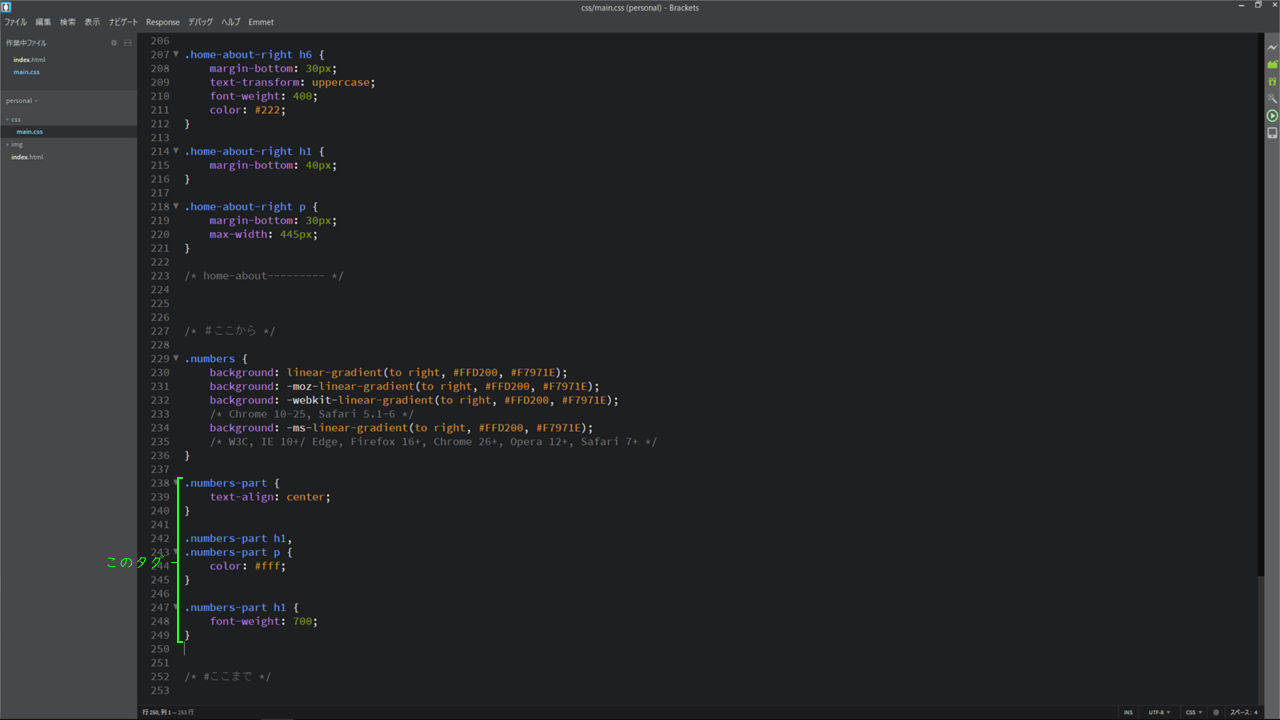 css/main.css (personal) - Brackets
ファイル 編集 検索 表示 ナビゲート Response デバッグ ヘルプ Emmet
作業中ファイル
index.html
main.css
personal
css
main.css
img
index.html
206
207 .home-about-right h6 {
208 margin-bottom: 30px;
209 text-transform: uppercase;
210 font-weight: 400;
211 color: #222;
212 }
213
214 .home-about-right h1 {
215 margin-bottom: 40px;
216 }
217
218 .home-about-right p {
219 margin-bottom: 30px;
220 max-width: 445px;
221 }
222
223 /* home-about--------- */
224
225
226
227 /* #ここから */
228
229 .numbers {
230 background: linear-gradient(to right, #FFD200, #F7971E);
231 background: -moz-linear-gradient(to right, #FFD200, #F7971E);
232 background: -webkit-linear-gradient(to right, #FFD200, #F7971E);
233 /* Chrome 10-25, Safari 5.1-6 */
234 background: -ms-linear-gradient(to right, #FFD200, #F7971E);
235 /* W3C, IE 10+/ Edge, Firefox 16+, Chrome 26+, Opera 12+, Safari 7+ */
236 }
237
238 .numbers-part {
239 text-align: center;
240 }
241
242 .numbers-part h1,
243 .numbers-part p {
このタグ
244 color: #fff;
245 }
246
247 .numbers-part h1 {
248 font-weight: 700;
249 }
250
251
252 /* #ここまで */
253
行 250, 列 1 — 253 行
INS UTF-8 CSS スペース: 4